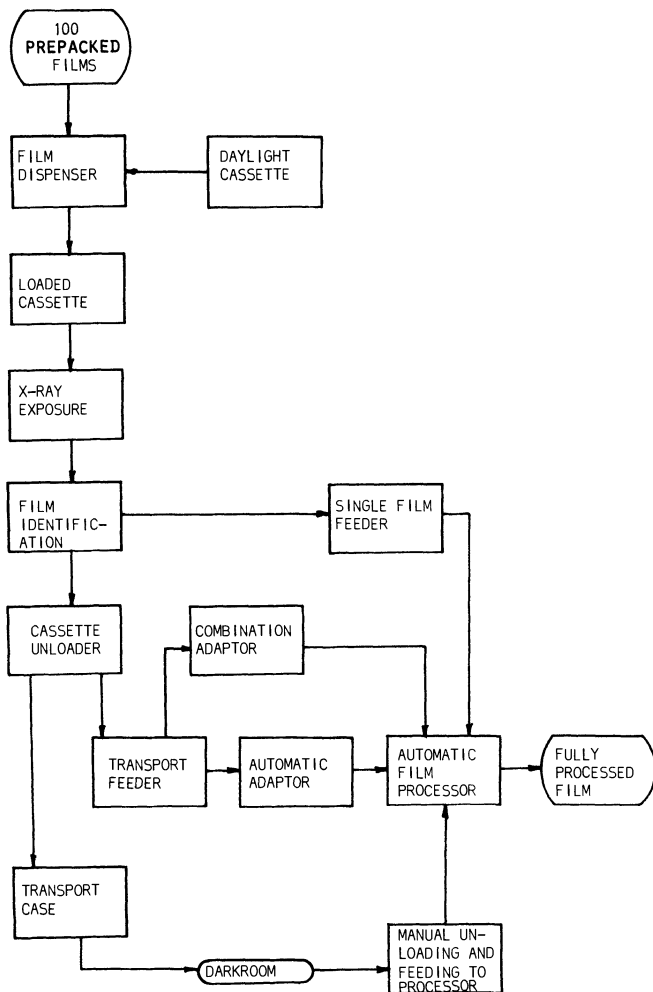 100
PREPACKED
FILMS
FILM
DISPENSER
DAYLIGHT
CASSETTE
LOADED
CASSETTE
X-RAY
EXPOSURE
FILM
IDENTIFIC-
ATION
SINGLE FILM
FEEDER
CASSETTE
UNLOADER
COMBINATION
ADAPTOR
TRANSPORT
FEEDER
AUTOMATIC
ADAPTOR
AUTOMATIC
FILM
PROCESSOR
FULLY
PROCESSED
FILM
TRANSPORT
CASE
DARKROOM
MANUAL UN-
LOADING AND
FEEDING TO
PROCESSOR